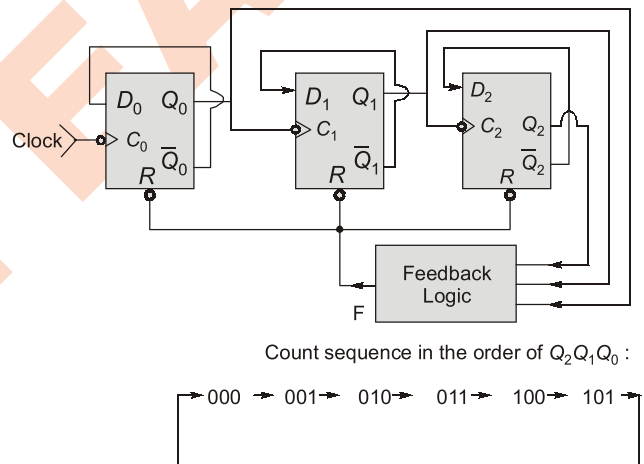 D₀ Q₀
Clock C₀
Q̅₀
R
D₁ Q₁
C₁
Q̅₁
R
D₂
Q₂
C₂
Q̅₂
R
Feedback
Logic
F
Count sequence in the order of Q₂Q₁Q₀ :
000 → 001 → 010 → 011 → 100 → 101 →